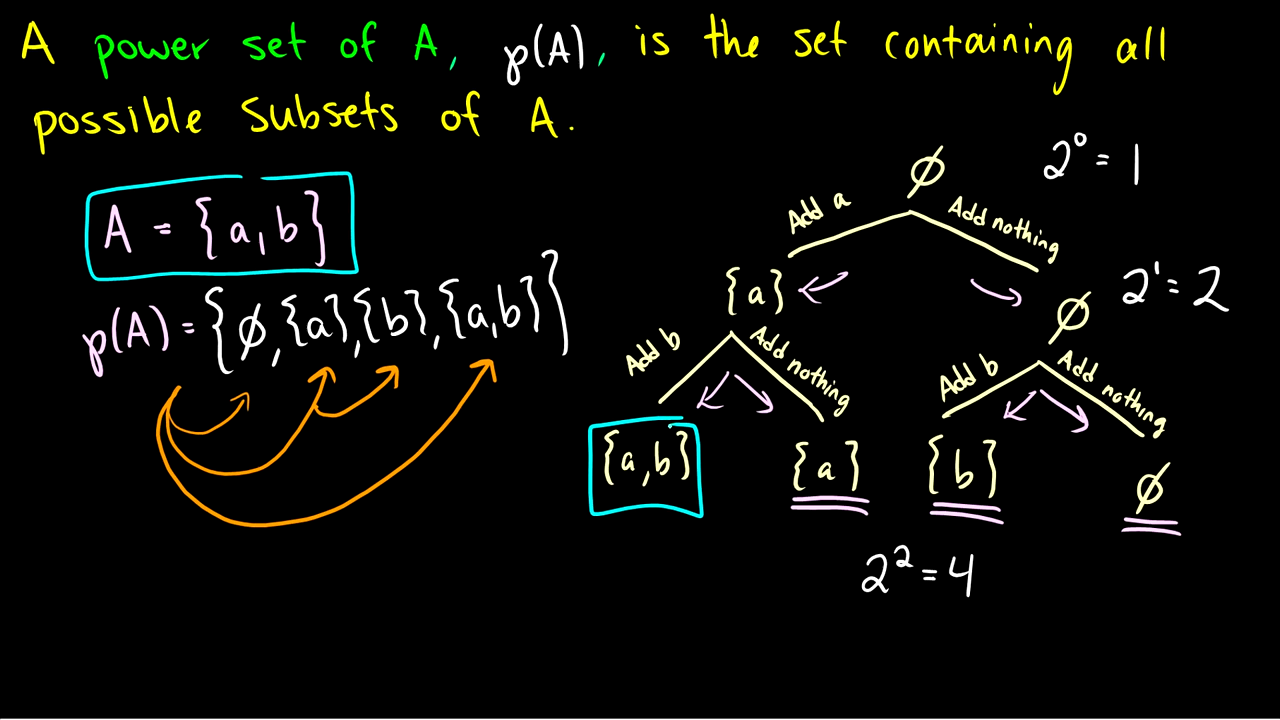 A power set of A, p(A), is the set containing all
possible subsets of A.
A = {a,b}
p(A) = {∅,{a},{b},{a,b}}
∅
2⁰ = 1
Add a
Add nothing
{a}
∅
2¹ = 2
Add b
Add nothing
Add b
Add nothing
{a,b}
{a}
{b}
∅
2² = 4